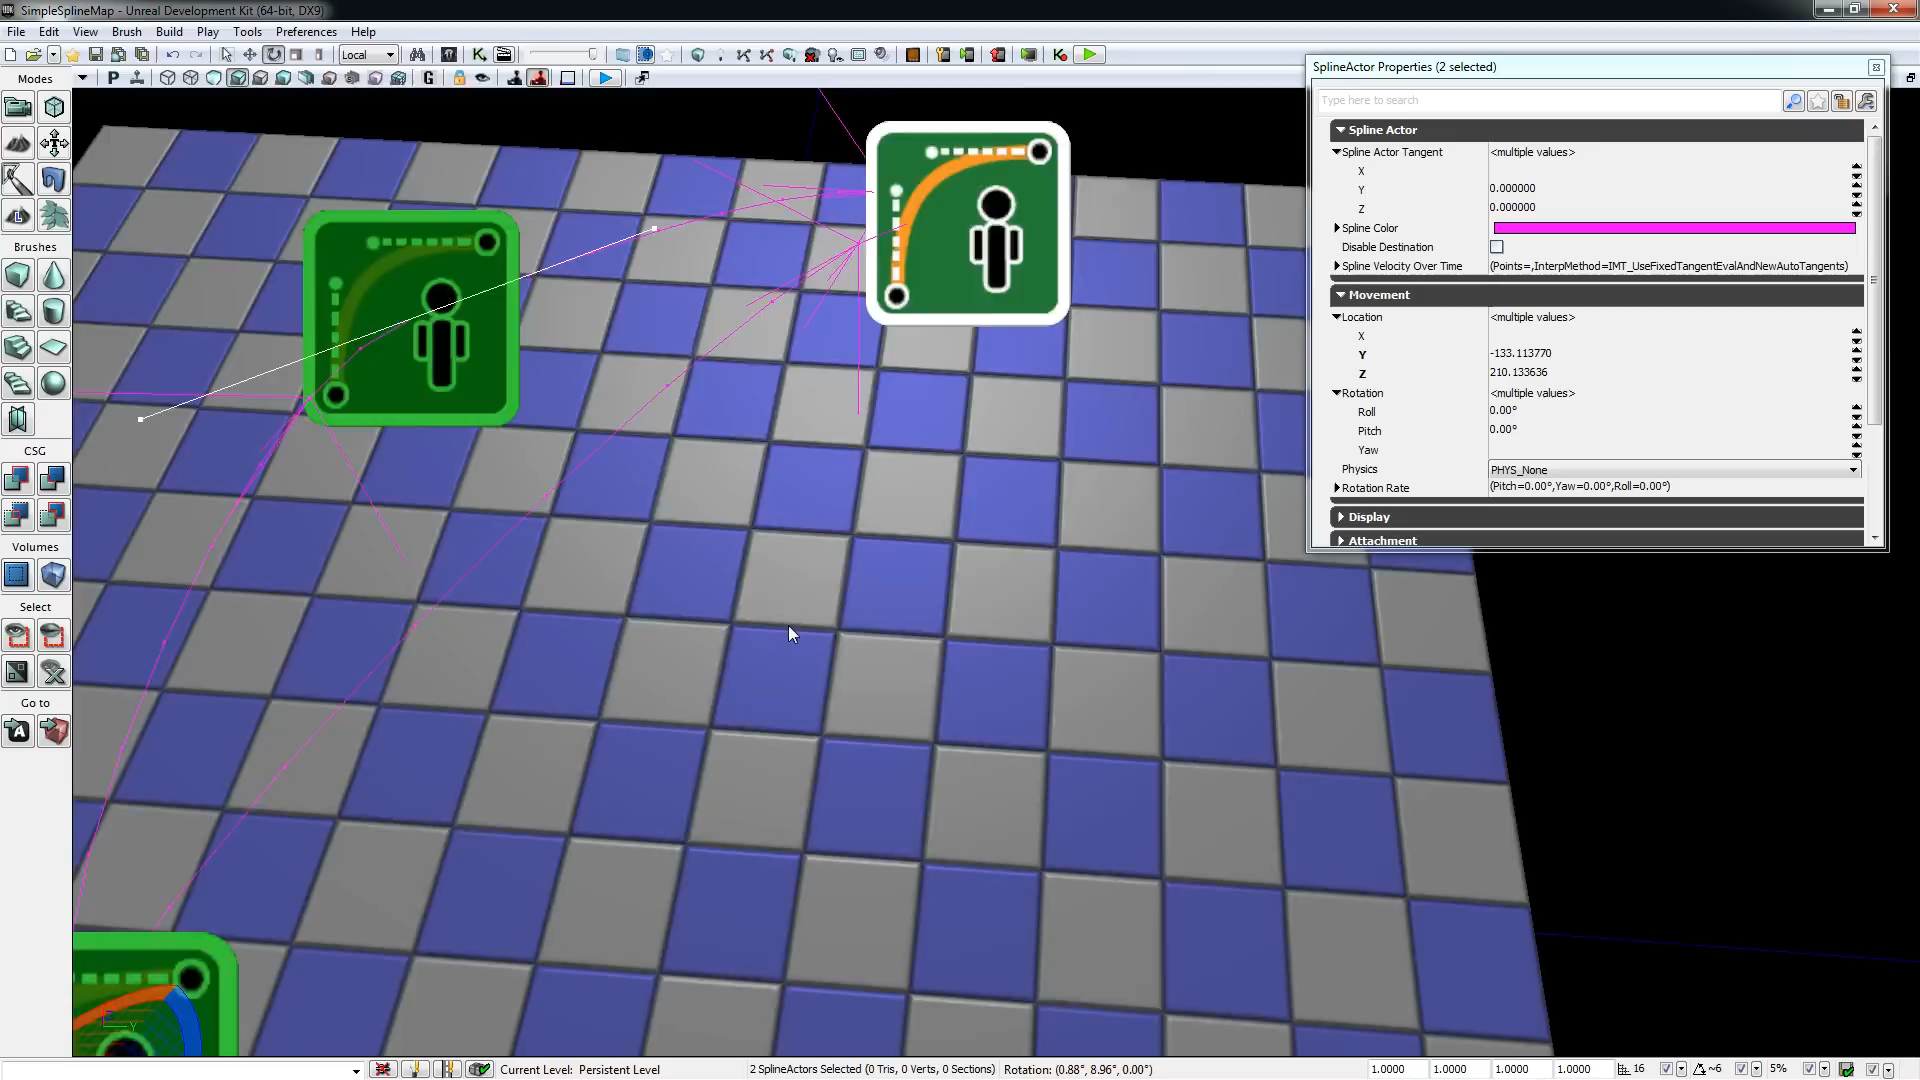 SimpleSplineMap - Unreal Development Kit (64-bit, DX9)
File Edit View Brush Build Play Tools Preferences Help
Local
Modes
P
G
SplineActor Properties (2 selected)
Type here to search
Spline Actor
Spline Actor Tangent <multiple values>
X
Y 0.000000
Z 0.000000
Spline Color
Disable Destination
Spline Velocity Over Time (Points=,InterpMethod=IMT_UseFixedTangentEvalAndNewAutoTangents)
Movement
Location <multiple values>
X
Y -133.113770
Z 210.133636
Rotation <multiple values>
Roll 0.00°
Pitch 0.00°
Yaw
Physics PHYS_None
Rotation Rate (Pitch=0.00°,Yaw=0.00°,Roll=0.00°)
Display
Attachment
Brushes
CSG
Volumes
Select
Go to
Current Level: Persistent Level
2 SplineActors Selected (0 Tris, 0 Verts, 0 Sections)
Rotation: (0.88°, 8.96°, 0.00°)
1.0000 1.0000 1.0000 1.0000 16 ~6 5%